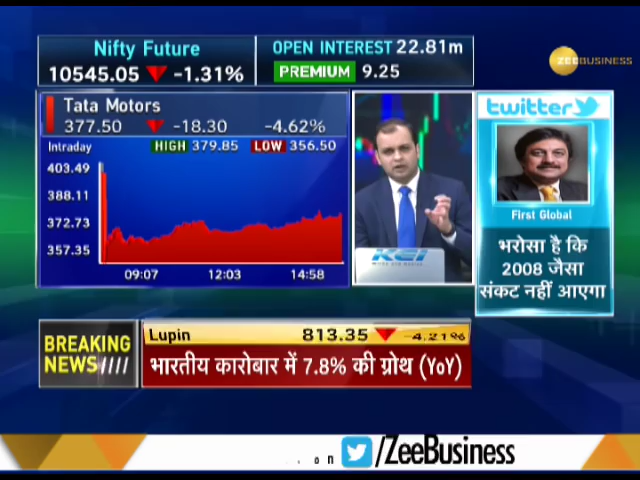 Nifty Future
10545.05 -1.31%
OPEN INTEREST 22.81m
PREMIUM 9.25
ZEEBUSINESS
Tata Motors
377.50 -18.30 -4.62%
Intraday HIGH 379.85 LOW 356.50
403.49
388.11
372.73
357.35
09:07 12:03 14:58
KEI
twitter
First Global
भरोसा है कि
2008 जैसा
संकट नहीं आएगा
BREAKING
NEWS
Lupin 813.35 -4.21%
भारतीय कारोबार में 7.8% की ग्रोथ (YoY)
on /ZeeBusiness